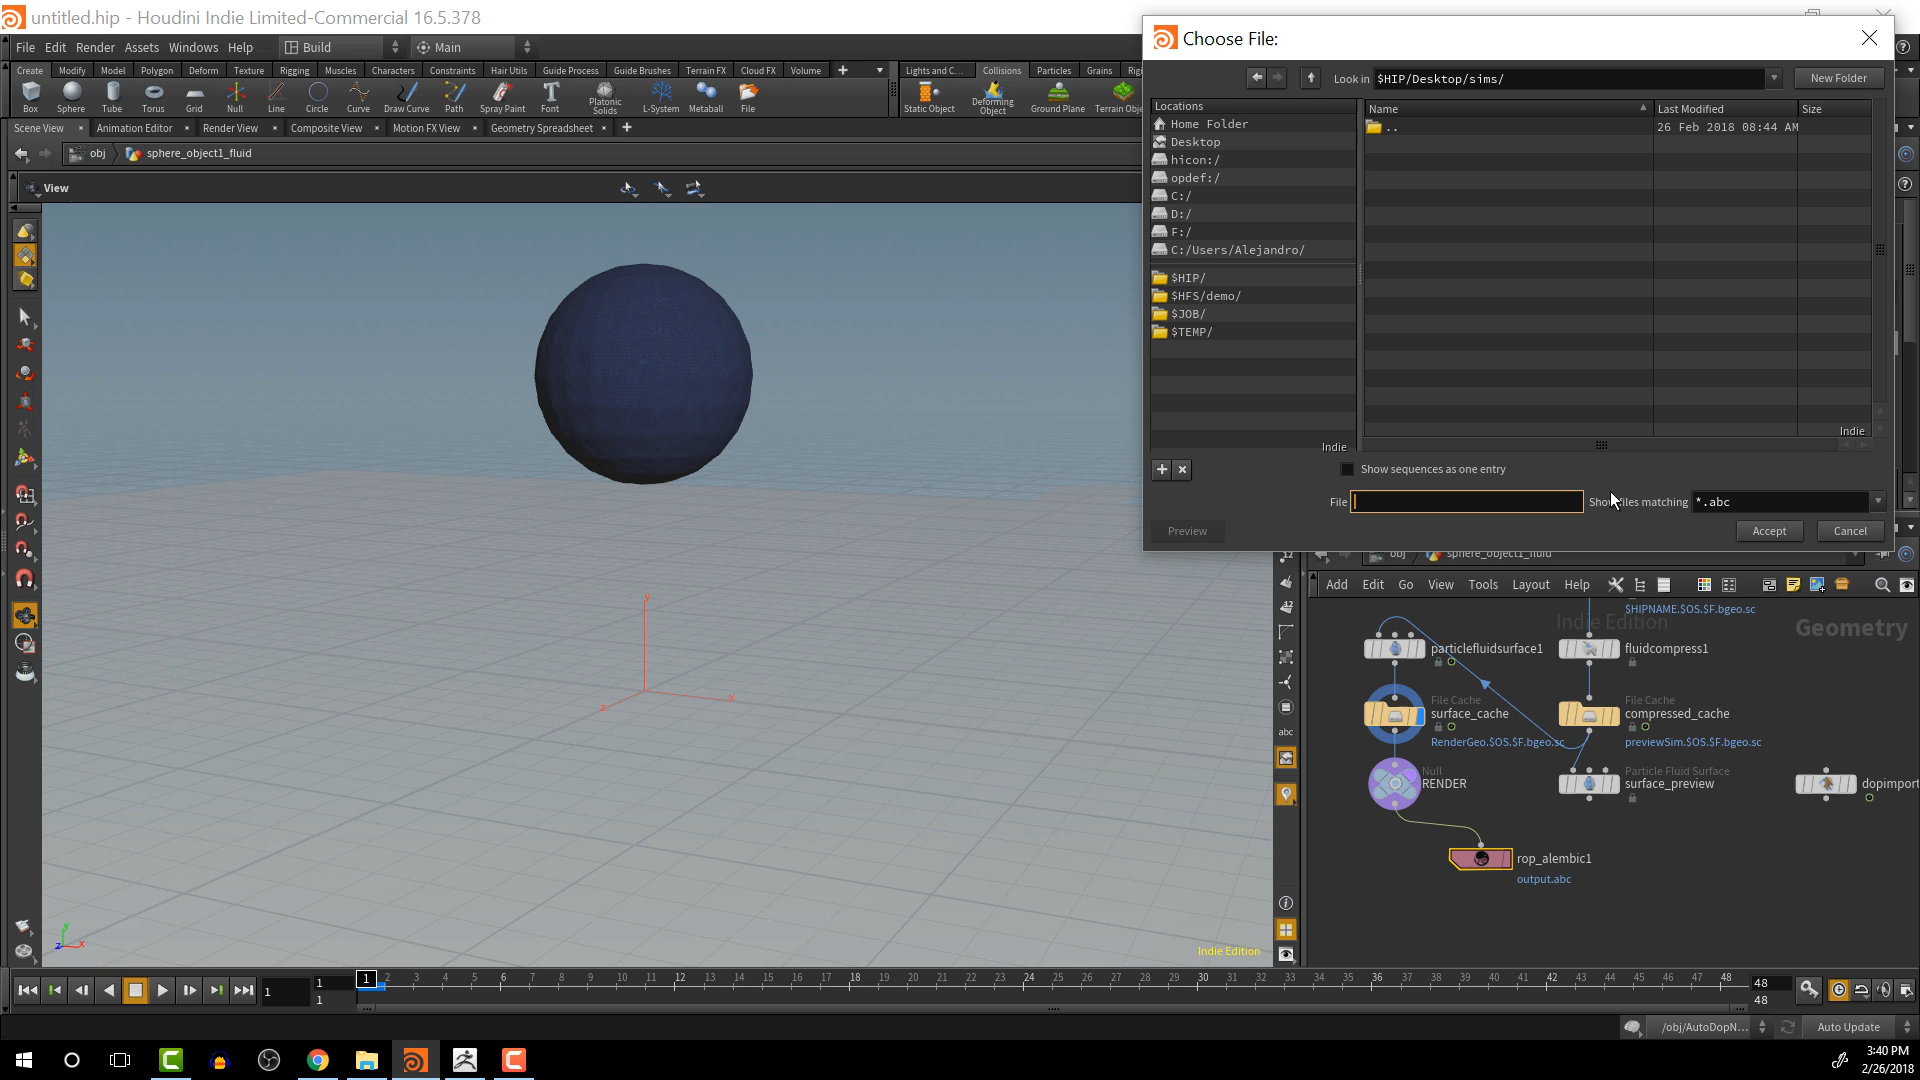 untitled.hip - Houdini Indie Limited-Commercial 16.5.378
File Edit Render Assets Windows Help Build Main
Create Modify Model Polygon Deform Texture Rigging Muscles Characters Constraints Hair Utils Guide Process Guide Brushes Terrain FX Cloud FX Volume
Lights and C... Collisions Particles Grains
Box Sphere Tube Torus Grid Null Line Circle Curve Draw Curve Path Spray Paint Font Platonic Solids L-System Metaball File
Static Object Deforming Object Ground Plane Terrain Obj
Scene View Animation Editor Render View Composite View Motion FX View Geometry Spreadsheet
obj sphere_object1_fluid
View
Choose File:
Look in $HIP/Desktop/sims/ New Folder
Locations
Home Folder
Desktop
hicon:/
opdef:/
C:/
D:/
F:/
C:/Users/Alejandro/
$HIP/
$HFS/demo/
$JOB/
$TEMP/
Indie
Name Last Modified Size
.. 26 Feb 2018 08:44 AM
Indie
Show sequences as one entry
File Show files matching *.abc
Preview Accept Cancel
obj sphere_object1_fluid
Add Edit Go View Tools Layout Help
Indie Edition
Geometry
$HIPNAME.$OS.$F.bgeo.sc
particlefluidsurface1
fluidcompress1
File Cache
surface_cache
RenderGeo.$OS.$F.bgeo.sc
File Cache
compressed_cache
previewSim.$OS.$F.bgeo.sc
Null
RENDER
Particle Fluid Surface
surface_preview
dopimport
rop_alembic1
output.abc
12
12
abc
y
x
z
y
x
z
Indie Edition
1 1 1
1 2 3 4 5 6 7 8 9 10 11 12 13 14 15 16 17 18 19 20 21 22 23 24 25 26 27 28 29 30 31 32 33 34 35 36 37 38 39 40 41 42 43 44 45 46 47 48
48
48
/obj/AutoDopN... Auto Update
3:40 PM
2/26/2018